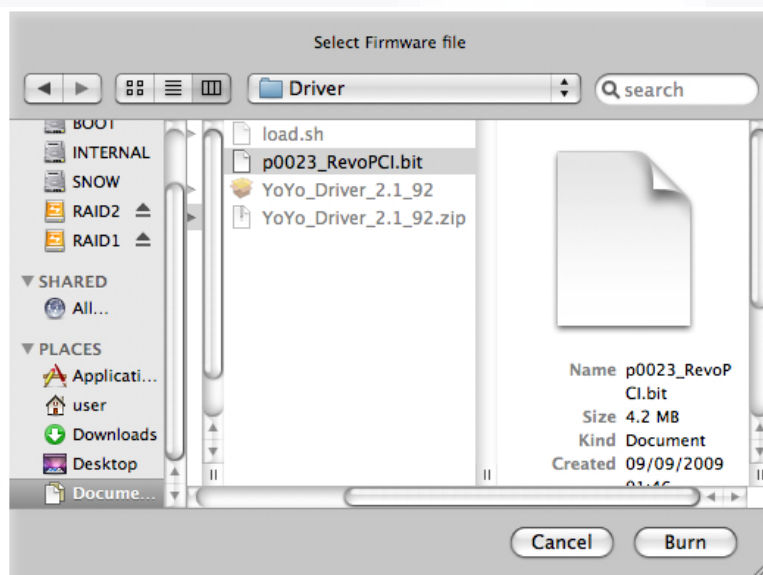 Select Firmware file
Driver
search
BOOT
INTERNAL
SNOW
RAID2
RAID1
SHARED
All...
PLACES
Applicati...
user
Downloads
Desktop
Docume...
load.sh
p0023_RevoPCI.bit
YoYo_Driver_2.1_92
YoYo_Driver_2.1_92.zip
Name p0023_RevoP
CI.bit
Size 4.2 MB
Kind Document
Created 09/09/2009
Cancel
Burn